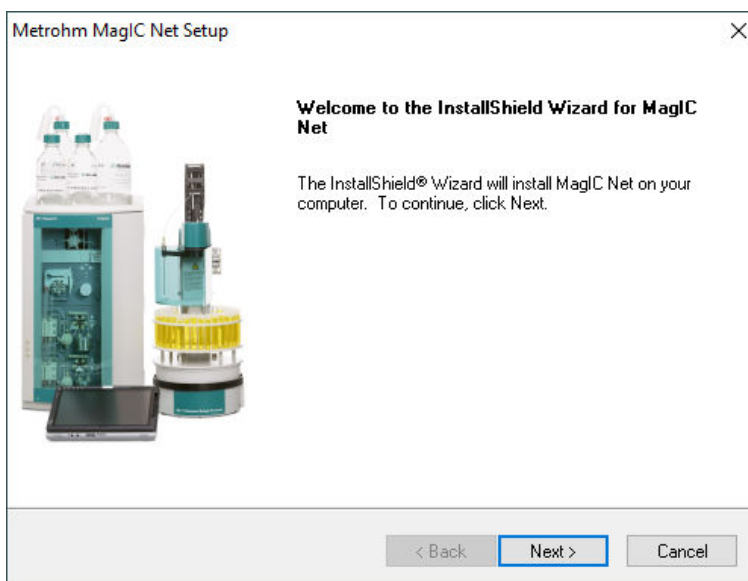 Metrohm MagIC Net Setup
Welcome to the InstallShield Wizard for MagIC
Net
The InstallShield® Wizard will install MagIC Net on your
computer. To continue, click Next.
< Back
Next >
Cancel